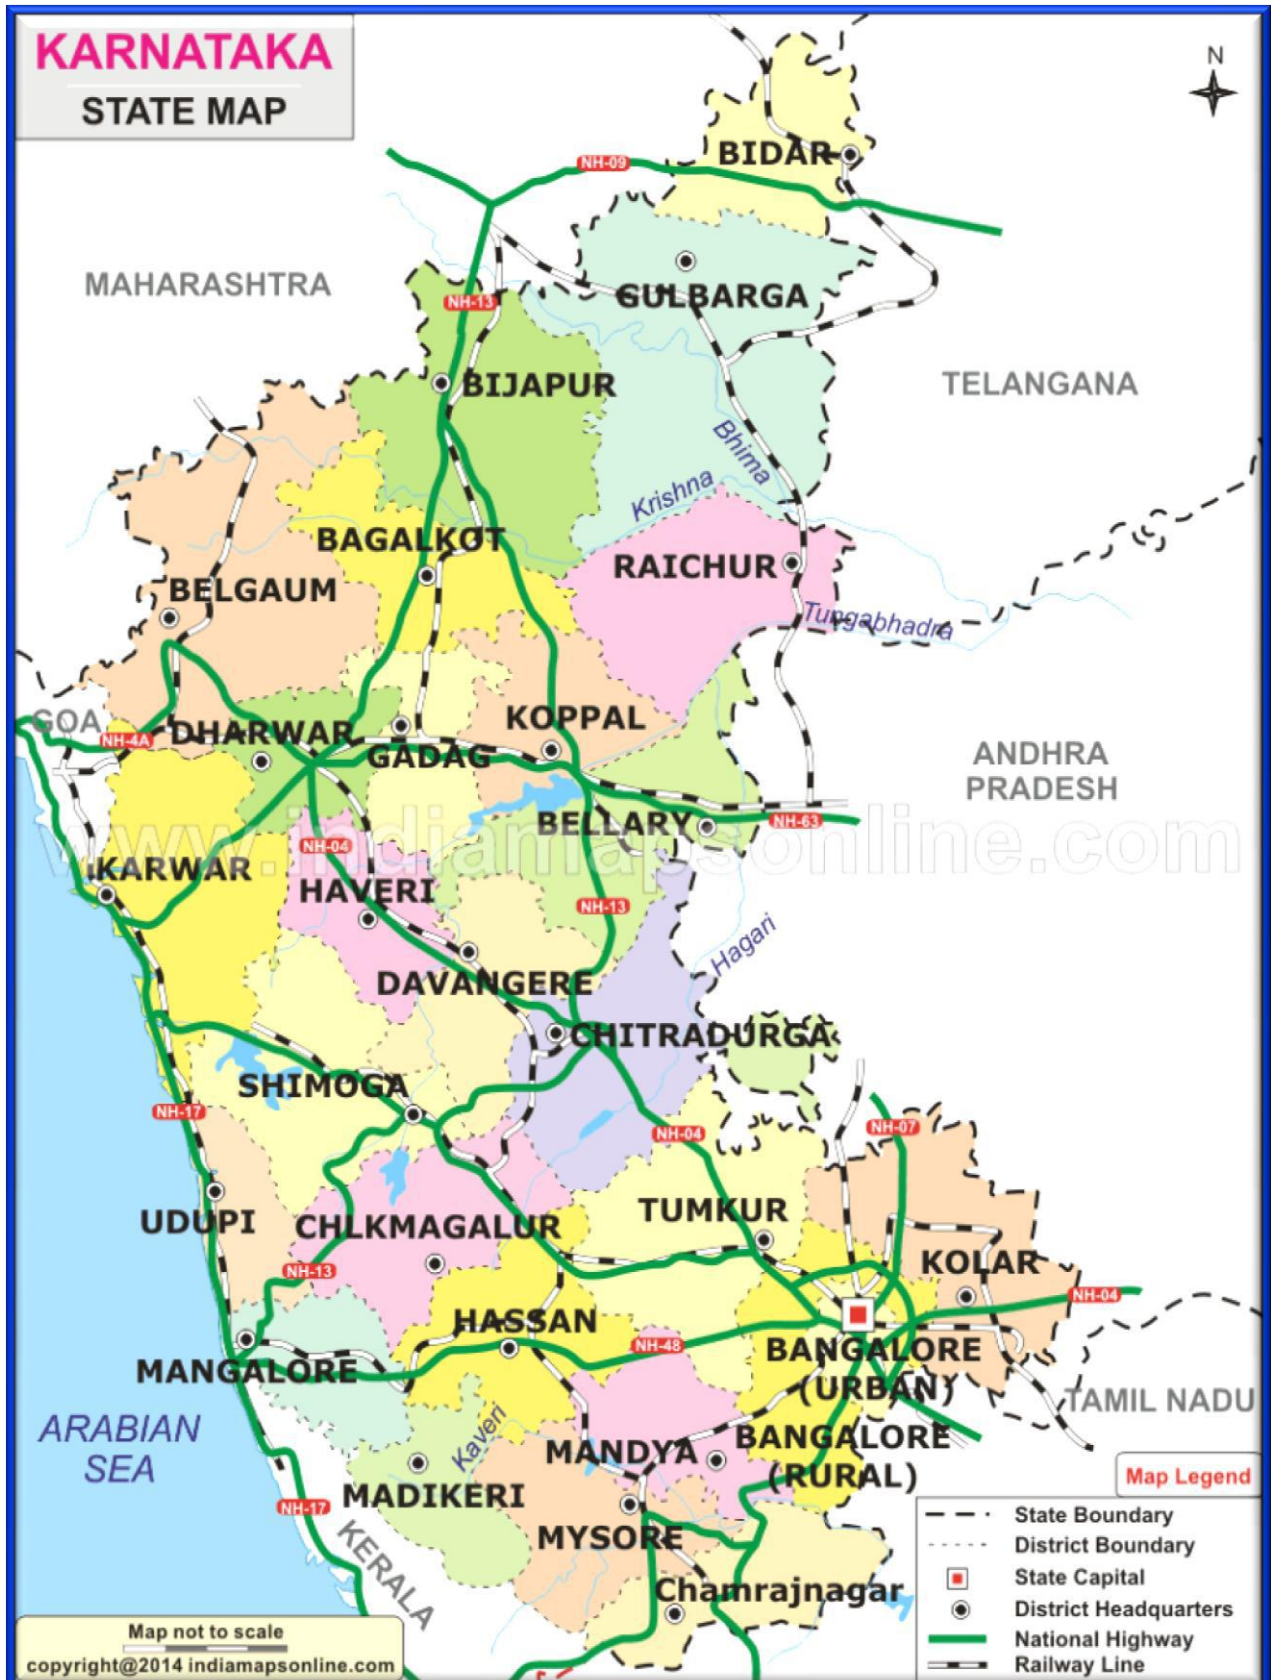 KARNATAKA
STATE MAP
N
BIDAR
NH-09
MAHARASHTRA
GULBARGA
NH-13
BIJAPUR
TELANGANA
Bhima
Krishna
BAGALKOT
RAICHUR
BELGAUM
Tungabhadra
GOA
NH-4A
DHARWAR
KOPPAL
GADAG
ANDHRA
PRADESH
BELLARY
NH-63
www.indiamapsonline.com
NH-04
KARWAR
HAVERI
NH-13
Hagari
DAVANGERE
CHITRADURGA
SHIMOGA
NH-17
NH-04
NH-07
UDUPI
CHLKMAGALUR
TUMKUR
NH-13
KOLAR
NH-04
HASSAN
NH-48
MANGALORE
BANGALORE
(URBAN)
TAMIL NADU
ARABIAN
SEA
Kaveri
MANDYA
BANGALORE
(RURAL)
MADIKERI
NH-17
MYSORE
KERALA
Chamrajnagar
Map Legend
State Boundary
District Boundary
State Capital
District Headquarters
National Highway
Railway Line
Map not to scale
copyright@2014 indiamapsonline.com